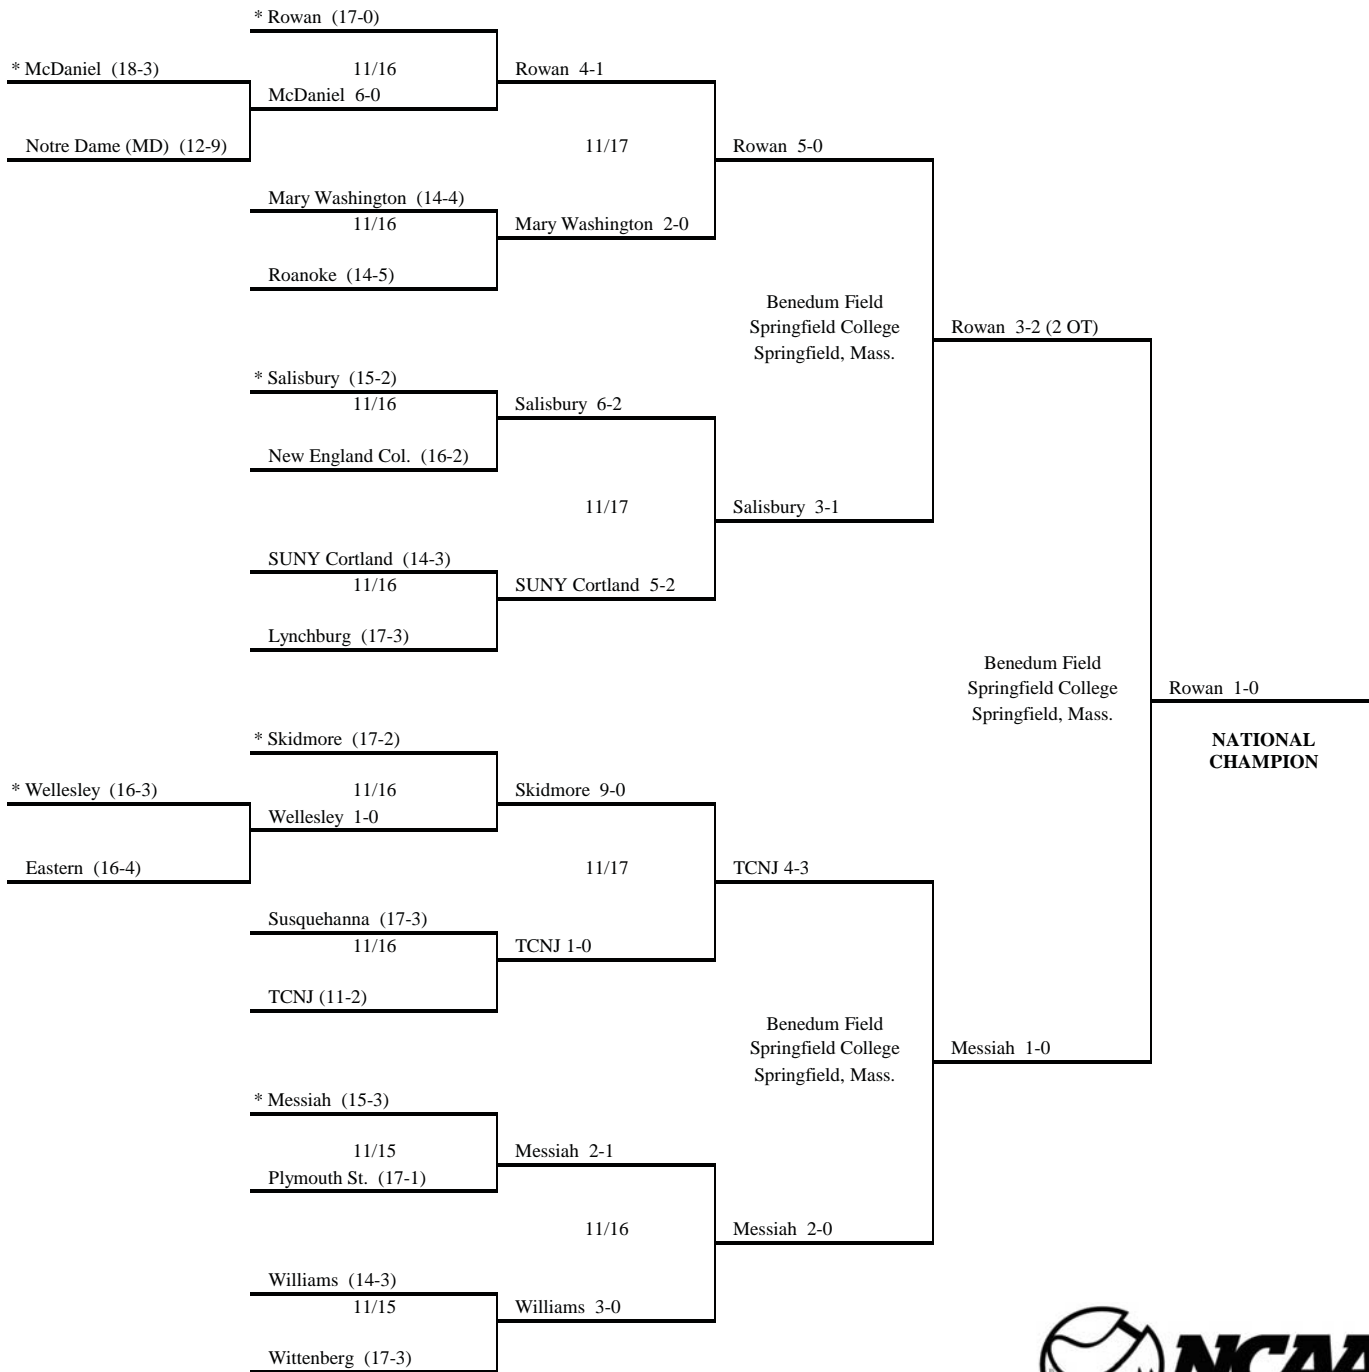 * Rowan (17-0)
* McDaniel (18-3)
11/16
Rowan 4-1
McDaniel 6-0
Notre Dame (MD) (12-9)
11/17
Rowan 5-0
Mary Washington (14-4)
11/16
Mary Washington 2-0
Roanoke (14-5)
Benedum Field
Springfield College
Springfield, Mass.
Rowan 3-2 (2 OT)
* Salisbury (15-2)
11/16
Salisbury 6-2
New England Col. (16-2)
11/17
Salisbury 3-1
SUNY Cortland (14-3)
11/16
SUNY Cortland 5-2
Lynchburg (17-3)
Benedum Field
Springfield College
Springfield, Mass.
Rowan 1-0
NATIONAL
CHAMPION
* Skidmore (17-2)
* Wellesley (16-3)
11/16
Skidmore 9-0
Wellesley 1-0
Eastern (16-4)
11/17
TCNJ 4-3
Susquehanna (17-3)
11/16
TCNJ 1-0
TCNJ (11-2)
Benedum Field
Springfield College
Springfield, Mass.
Messiah 1-0
* Messiah (15-3)
11/15
Messiah 2-1
Plymouth St. (17-1)
11/16
Messiah 2-0
Williams (14-3)
11/15
Williams 3-0
Wittenberg (17-3)
NCAA